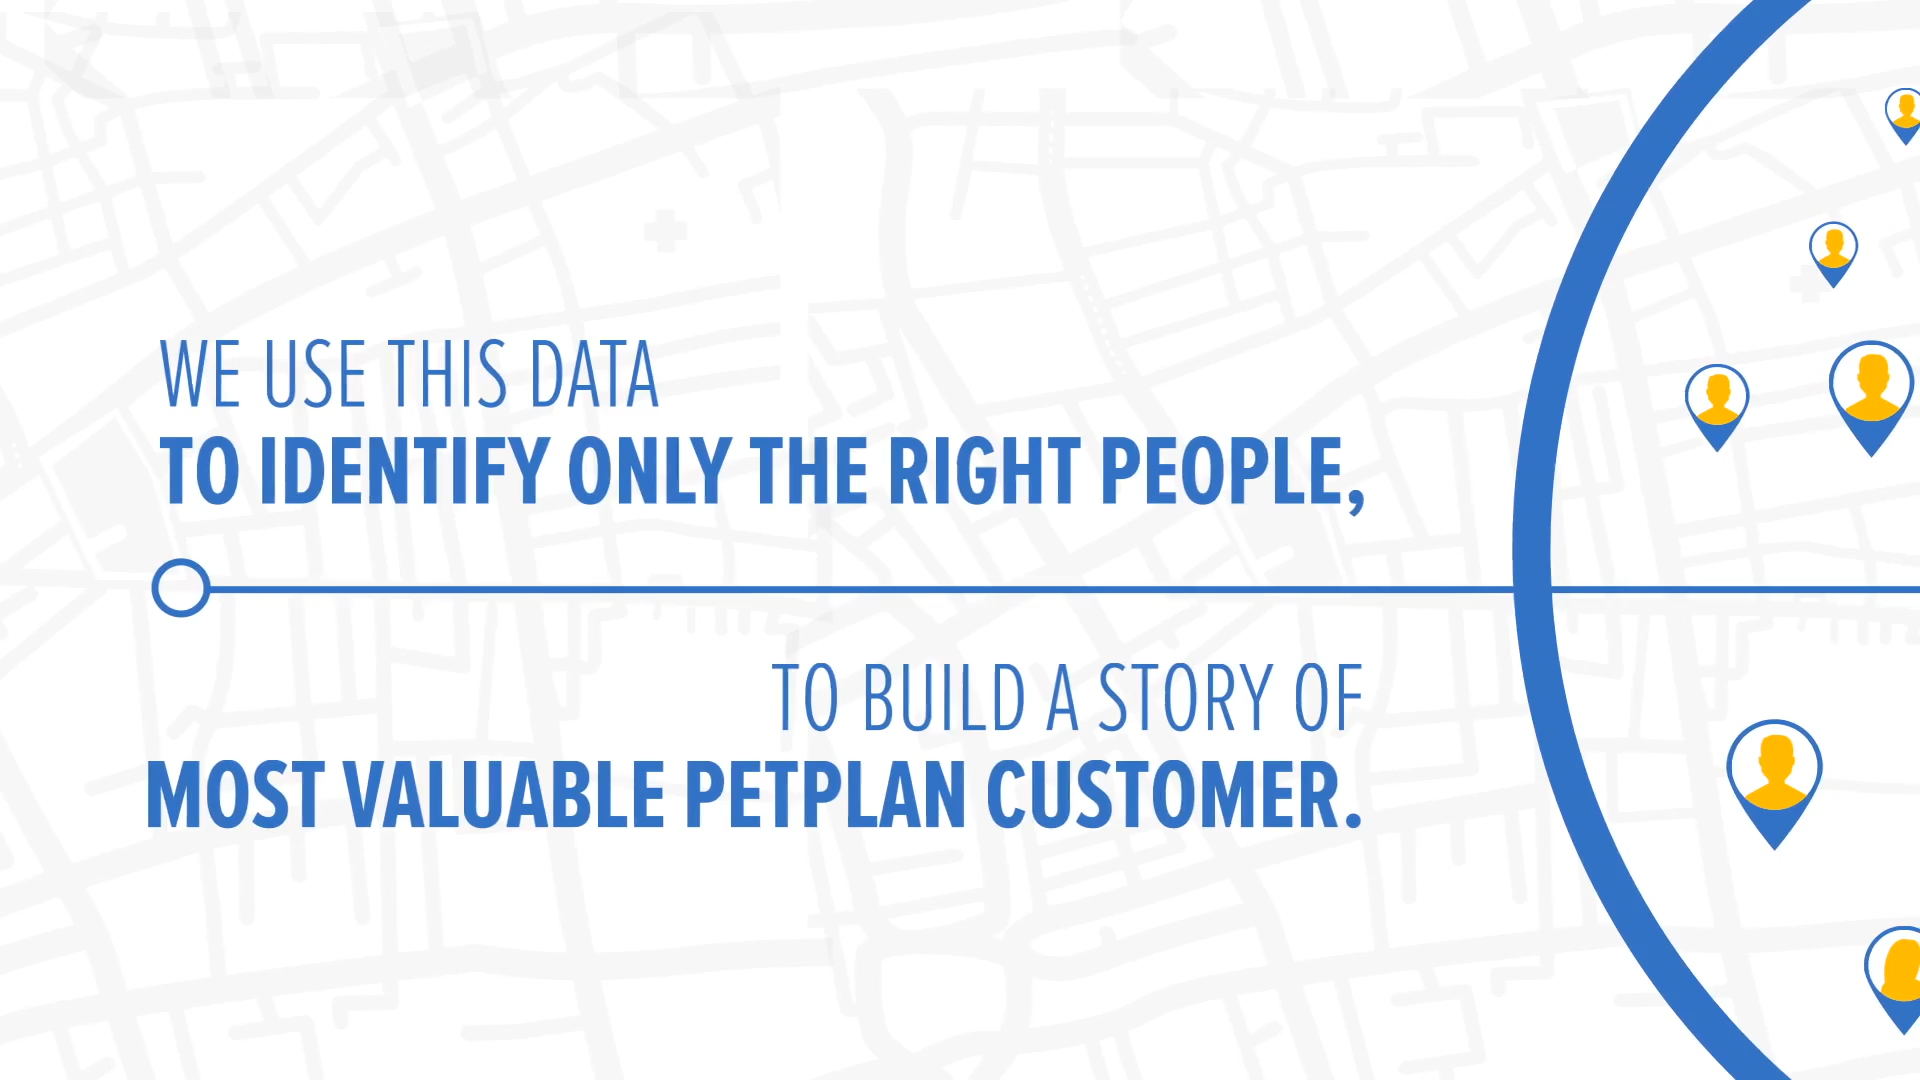 WE USE THIS DATA
TO IDENTIFY ONLY THE RIGHT PEOPLE,
TO BUILD A STORY OF
MOST VALUABLE PETPLAN CUSTOMER.